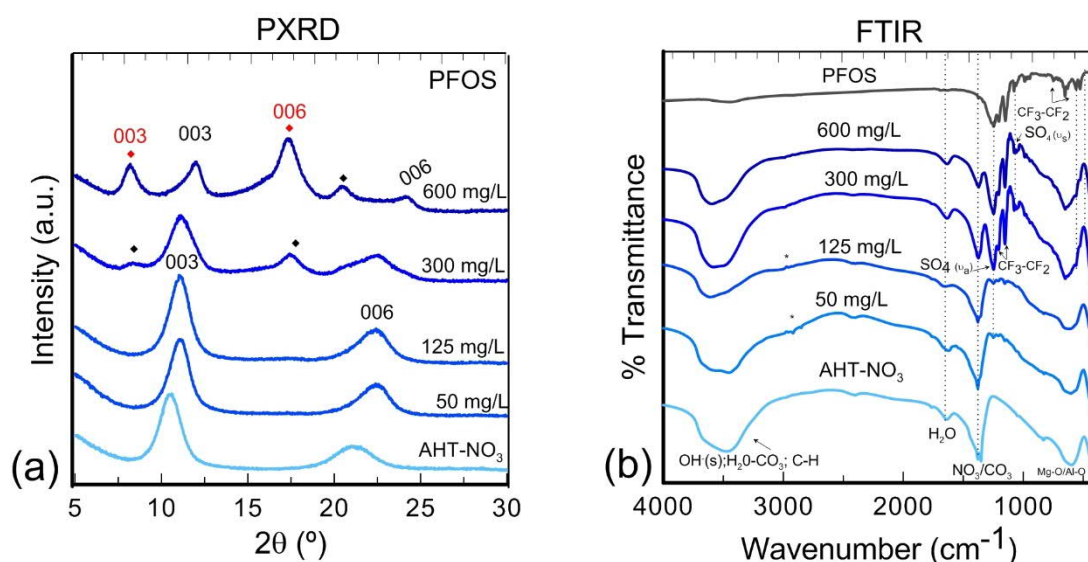 PXRD
PFOS
003
003
006
006
600 mg/L
300 mg/L
003
006
125 mg/L
50 mg/L
AHT-NO3
(a)
Intensity (a.u.)
5 10 15 20 25 30
2θ (º)
FTIR
PFOS
CF3-CF2
SO4 (υs)
600 mg/L
300 mg/L
125 mg/L
SO4 (υa)
CF3-CF2
*
50 mg/L
*
AHT-NO3
H2O
OH-(s);H20-CO3; C-H
NO3/CO3
Mg-O/Al-O
(b)
% Transmittance
4000 3000 2000 1000
Wavenumber (cm-1)